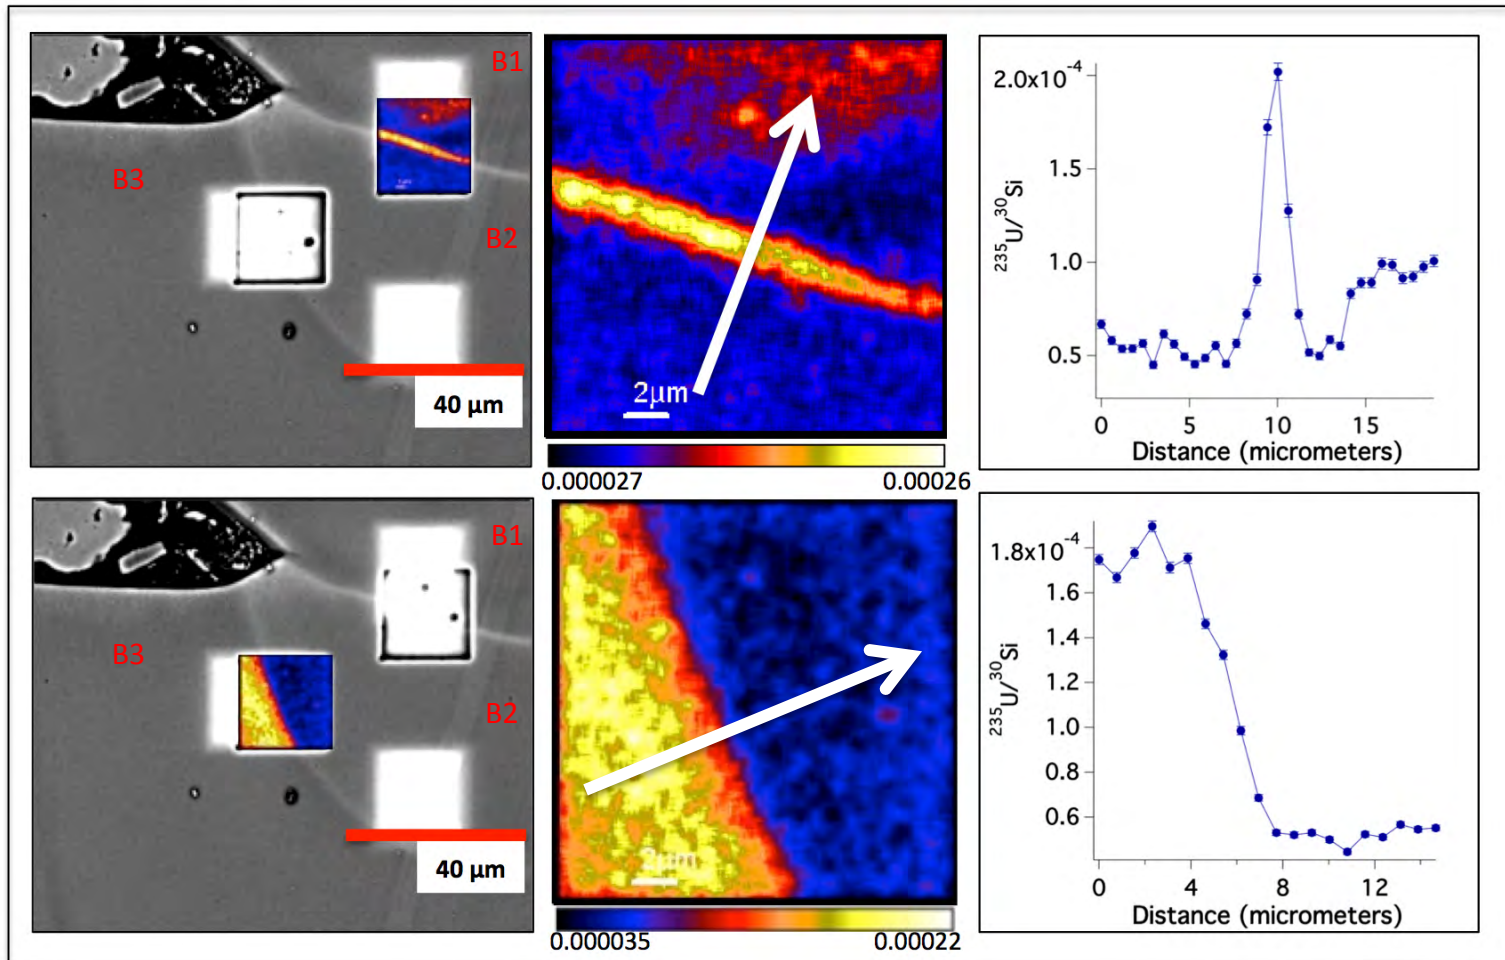 B1
B3
B2
40 µm
2µm
0.000027
0.00026
2.0x10⁻⁴
1.5
1.0
0.5
²³⁵U/³⁰Si
0
5
10
15
Distance (micrometers)
B1
B3
B2
40 µm
2µm
0.000035
0.00022
1.8x10⁻⁴
1.6
1.4
1.2
1.0
0.8
0.6
²³⁵U/³⁰Si
0
4
8
12
Distance (micrometers)